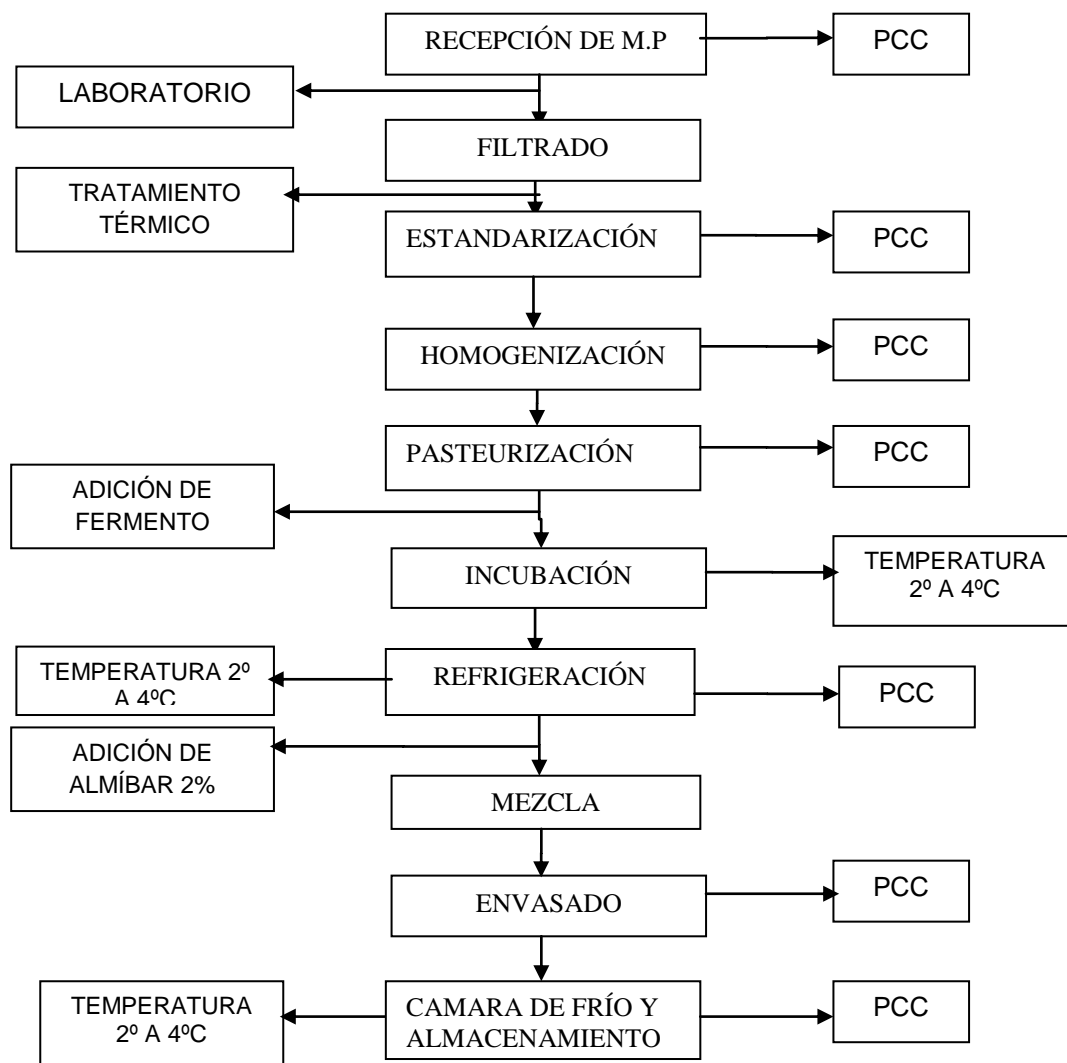 RECEPCIÓN DE M.P
PCC
LABORATORIO
FILTRADO
TRATAMIENTO
TÉRMICO
ESTANDARIZACIÓN
PCC
HOMOGENIZACIÓN
PCC
PASTEURIZACIÓN
PCC
ADICIÓN DE
FERMENTO
INCUBACIÓN
TEMPERATURA
2º A 4ºC
TEMPERATURA 2º
A 4ºC
REFRIGERACIÓN
PCC
ADICIÓN DE
ALMÍBAR 2%
MEZCLA
ENVASADO
PCC
TEMPERATURA
2º A 4ºC
CAMARA DE FRÍO Y
ALMACENAMIENTO
PCC